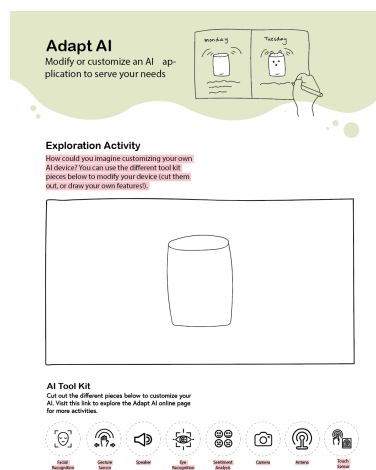 Adapt AI
Modify or customize an AI ap-
plication to serve your needs
monday
Tuesday
Exploration Activity
How could you imagine customizing your own
AI device? You can use the different tool kit
pieces below to modify your device (cut them
out, or draw your own features!).
AI Tool Kit
Cut out the different pieces below to customize your
AI. Visit this link to explore the Adapt AI online page
for more activities.
Facial
Recognition
Gesture
Sensor
Speaker
Eye
Recognition
Sentiment
Analysis
Camera
Antena
Touch
Sensor